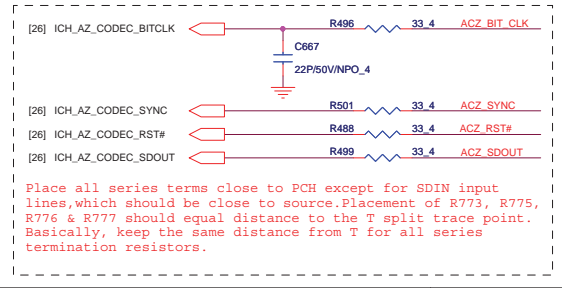 [26] ICH_AZ_CODEC_BITCLK R496 33_4 ACZ_BIT_CLK
C667
22P/50V/NPO_4
[26] ICH_AZ_CODEC_SYNC R501 33_4 ACZ_SYNC
[26] ICH_AZ_CODEC_RST# R488 33_4 ACZ_RST#
[26] ICH_AZ_CODEC_SDOUT R499 33_4 ACZ_SDOUT
Place all series terms close to PCH except for SDIN input
lines,which should be close to source.Placement of R773, R775,
R776 & R777 should equal distance to the T split trace point.
Basically, keep the same distance from T for all series
termination resistors.